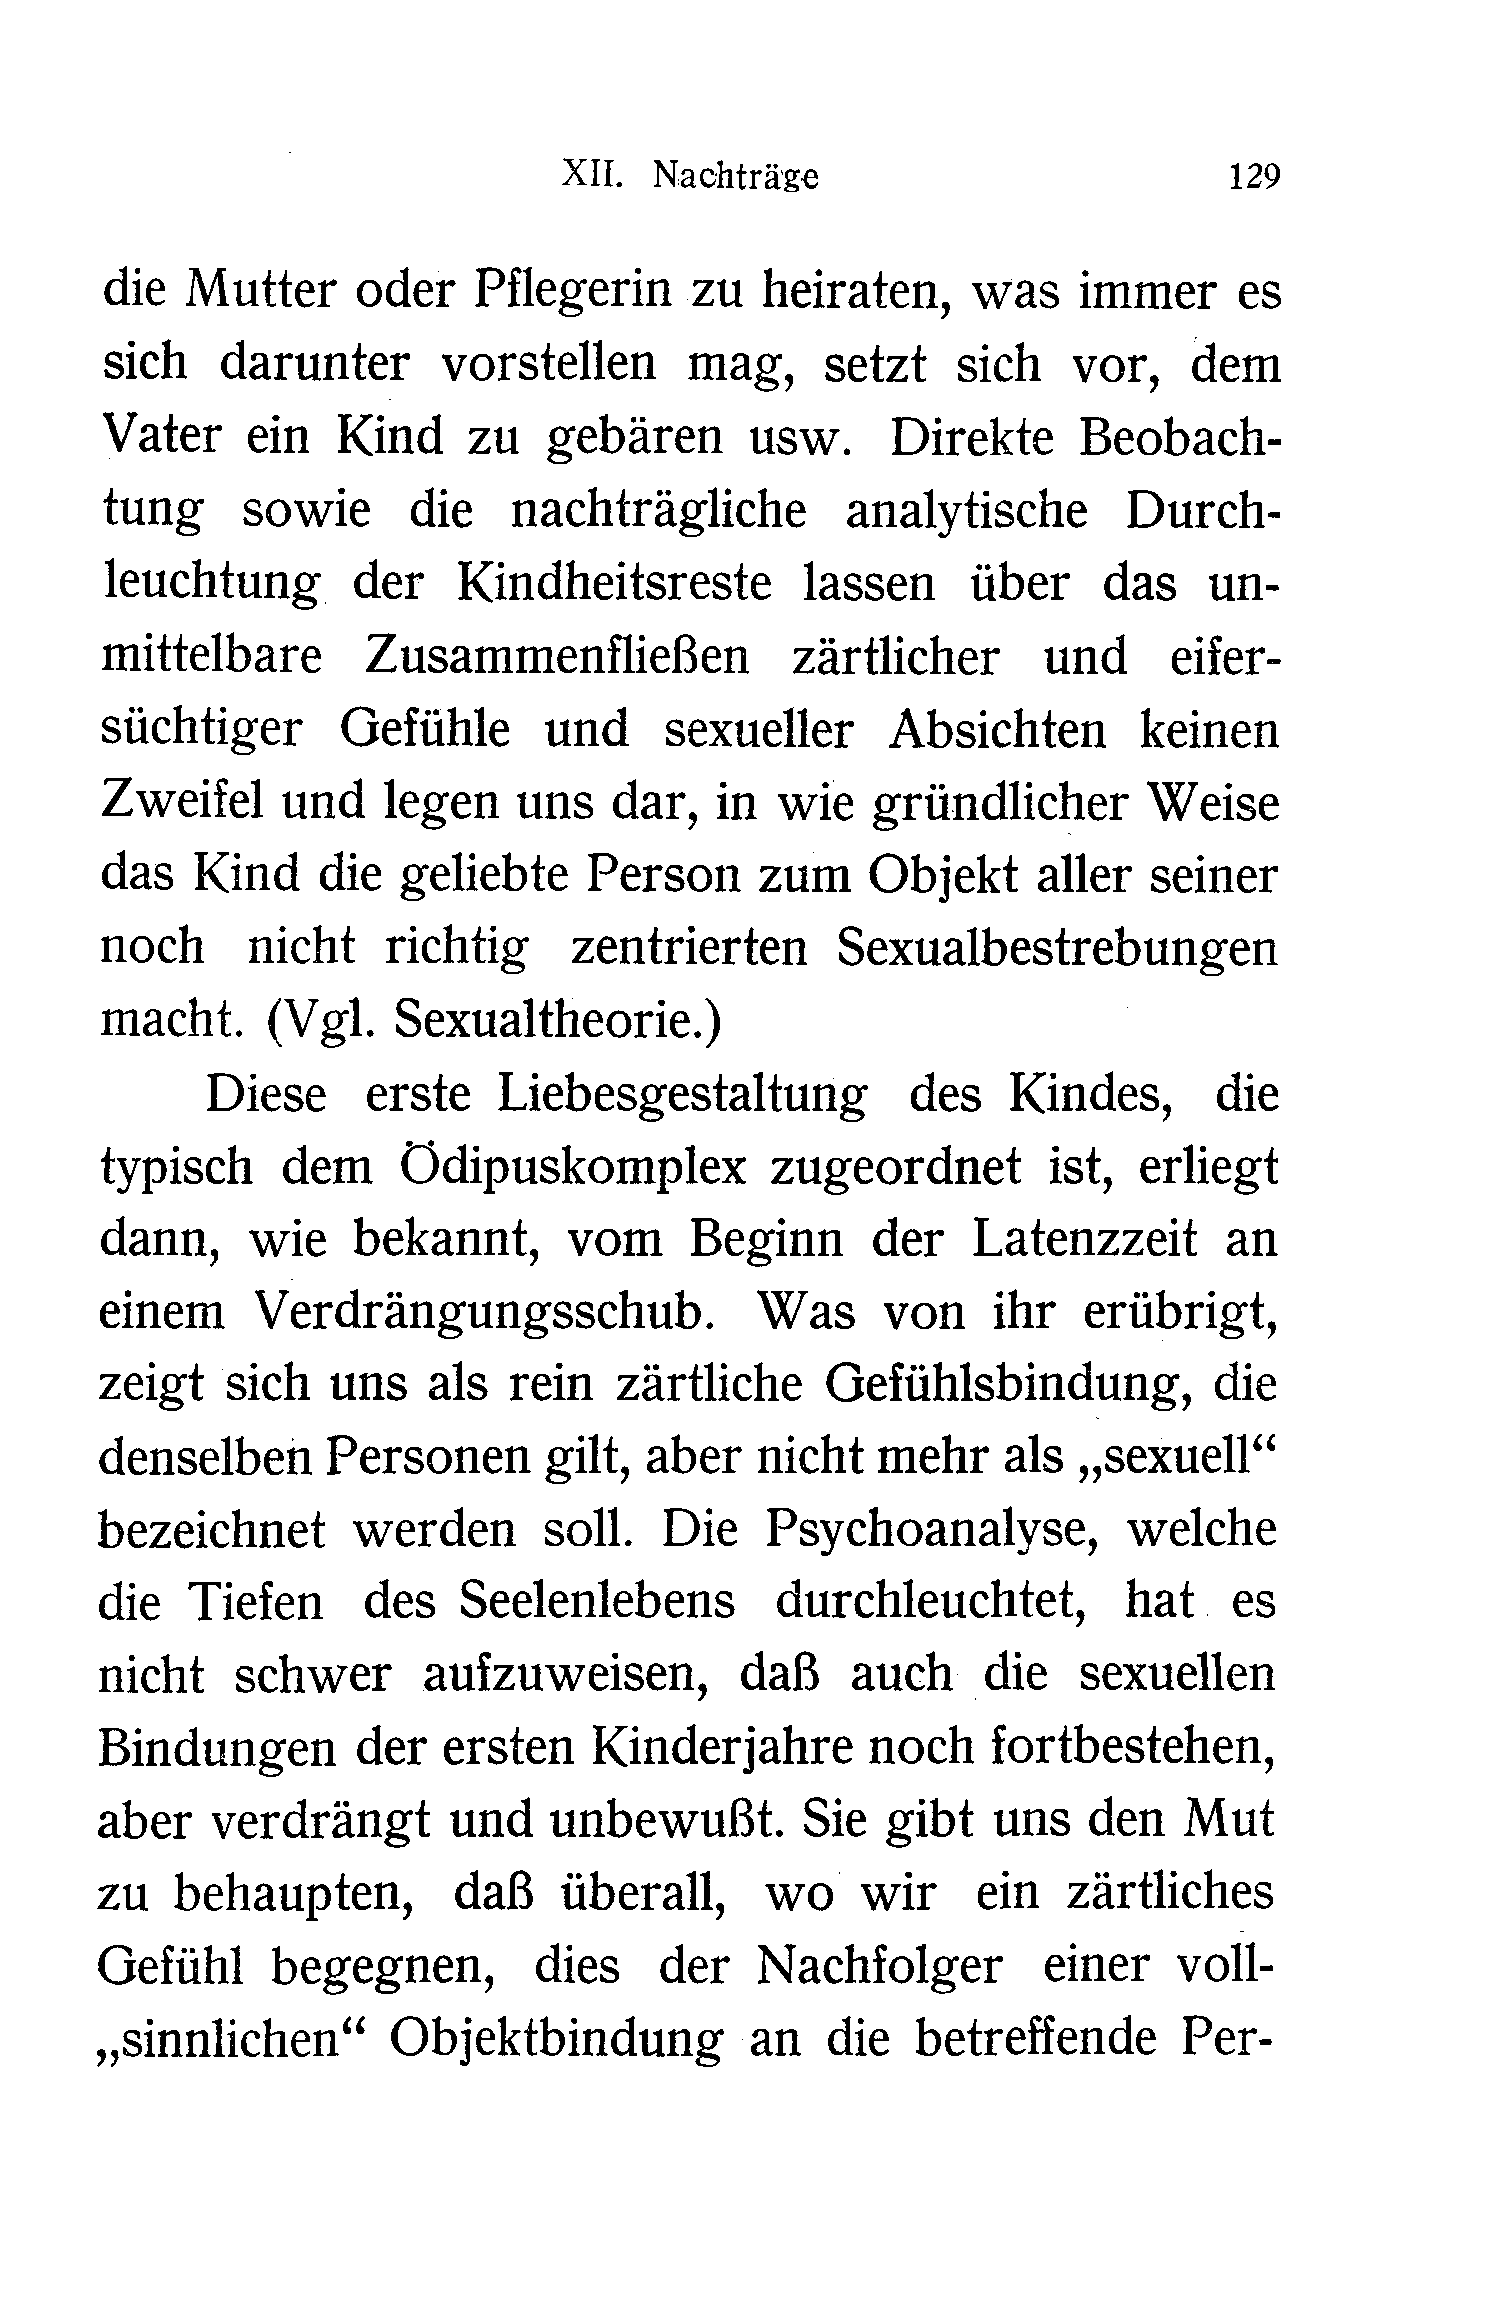 XII. Nachträge 129
die Mutter oder Pflegerin zu heiraten, was immer es
sich darunter vorstellen mag, setzt sich vor, dem
Vater ein Kind zu gebären usw. Direkte Beobach-
tung sowie die nachträgliche analytische Durch-
leuchtung der Kindheitsreste lassen über das un-
mittelbare Zusammenfließen zärtlicher und eifer-
süchtiger Gefühle und sexueller Absichten keinen
Zweifel und legen uns dar, in wie gründlicher Weise
das Kind die geliebte Person zum Objekt aller seiner
noch nicht richtig zentrierten Sexualbestrebungen
macht. (Vgl. Sexualtheorie.)
Diese erste Liebesgestaltung des Kindes, die
typisch dem Ödipuskomplex zugeordnet ist, erliegt
dann, wie bekannt, vom Beginn der Latenzzeit an
einem Verdrängungsschub. Was von ihr erübrigt,
zeigt sich uns als rein zärtliche Gefühlsbindung, die
denselben Personen gilt, aber nicht mehr als „sexuell“
bezeichnet werden soll. Die Psychoanalyse, welche
die Tiefen des Seelenlebens durchleuchtet, hat es
nicht schwer aufzuweisen, daß auch die sexuellen
Bindungen der ersten Kinderjahre noch fortbestehen,
aber verdrängt und unbewußt. Sie gibt uns den Mut
zu behaupten, daß überall, wo wir ein zärtliches
Gefühl begegnen, dies der Nachfolger einer voll-
„sinnlichen“ Objektbindung an die betreffende Per-